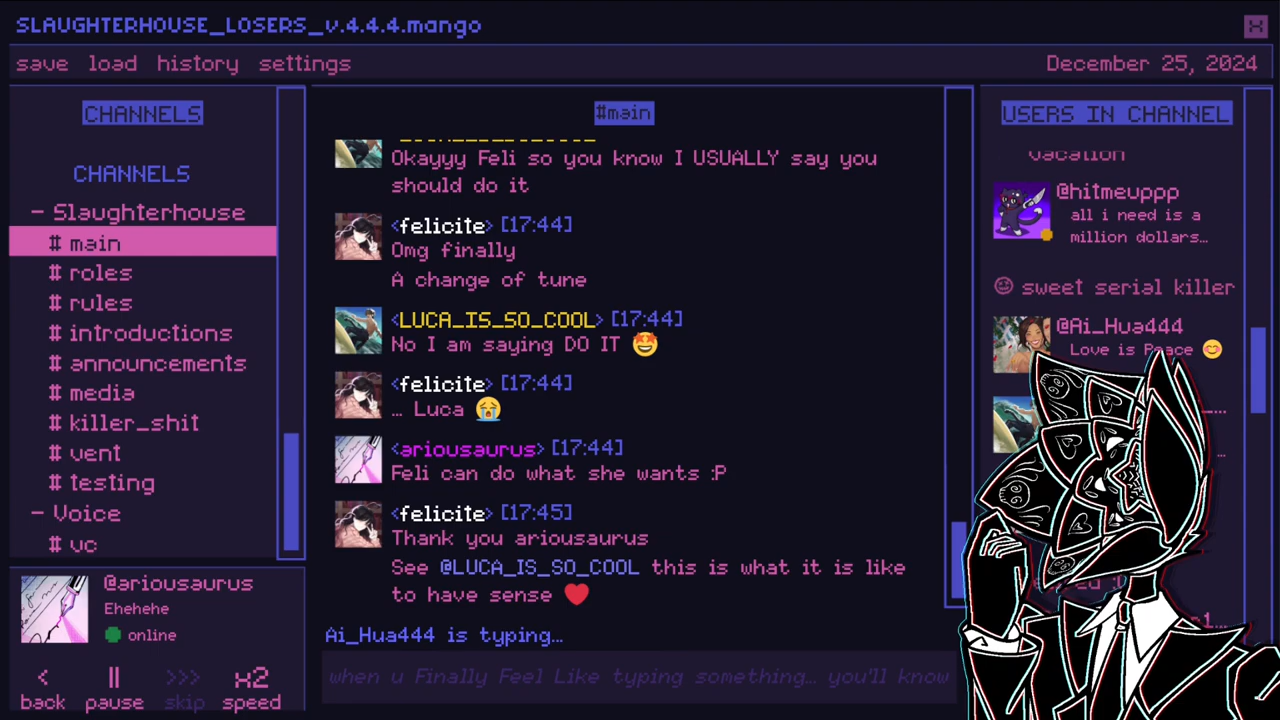 SLAUGHTERHOUSE_LOSERS_v.4.4.4.mango
X
save load history settings
December 25, 2024
CHANNELS
CHANNELS
- Slaughterhouse
# main
# roles
# rules
# introductions
# announcements
# media
# killer_shit
# vent
# testing
- Voice
# vc
@ariousaurus
Ehehehe
online
< || >>> x2
back pause skip speed
#main
Okayyy Feli so you know I USUALLY say you
should do it
<felicite> [17:44]
Omg finally
A change of tune
<LUCA_IS_SO_COOL> [17:44]
No I am saying DO IT 🤩
<felicite> [17:44]
... Luca 😭
<ariousaurus> [17:44]
Feli can do what she wants :P
<felicite> [17:45]
Thank you ariousaurus
See @LUCA_IS_SO_COOL this is what it is like
to have sense ❤️
Ai_Hua444 is typing...
when u Finally Feel Like typing something... you'll know
USERS IN CHANNEL
vacation
@hitmeuppp
all i need is a
million dollars...
sweet serial killer
@Ai_Hua444
Love is Peace 😊